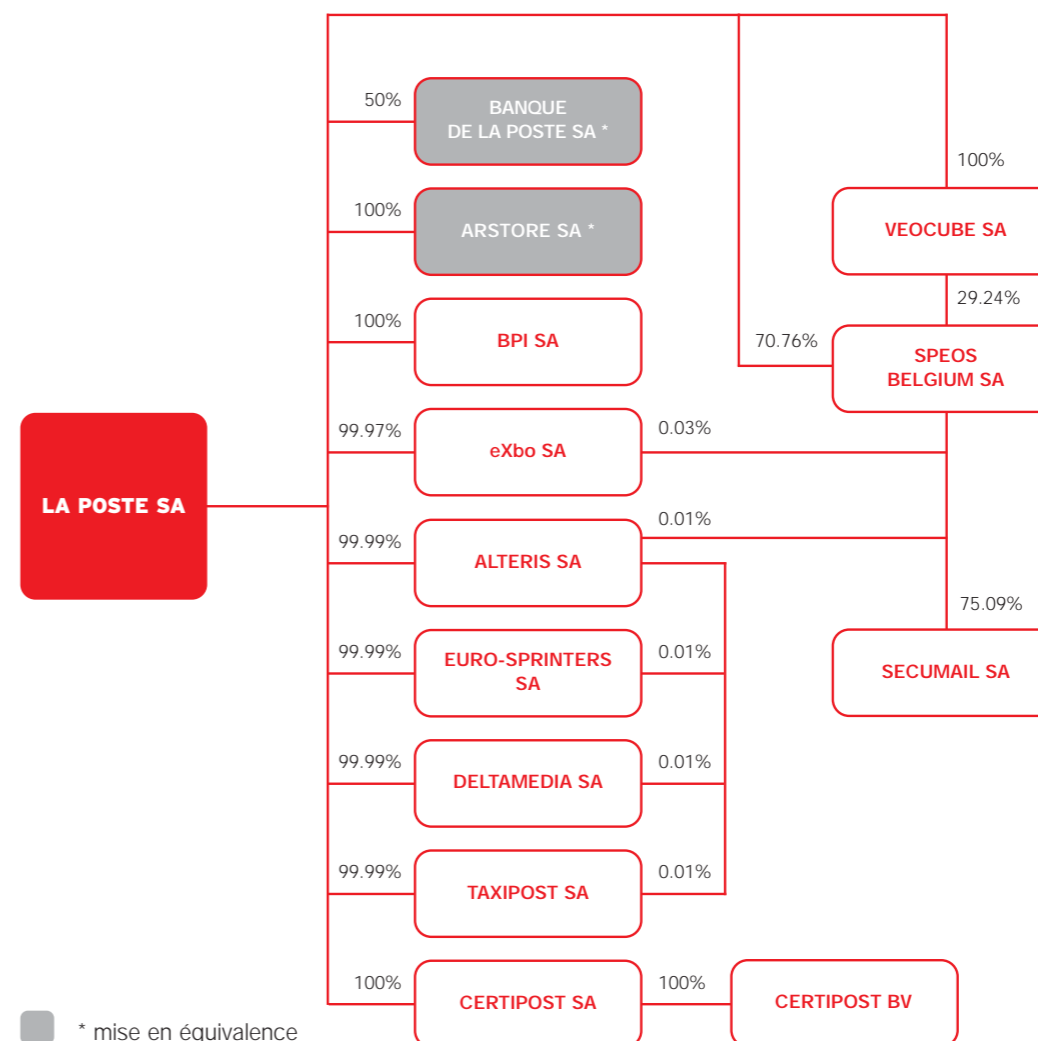 50%
BANQUE
DE LA POSTE SA *
100%
ARSTORE SA *
100%
VEOCUBE SA
29.24%
100%
BPI SA
70.76%
SPEOS
BELGIUM SA
99.97%
eXbo SA
0.03%
LA POSTE SA
99.99%
ALTERIS SA
0.01%
75.09%
99.99%
EURO-SPRINTERS
SA
0.01%
SECUMAIL SA
99.99%
DELTAMEDIA SA
0.01%
99.99%
TAXIPOST SA
0.01%
100%
CERTIPOST SA
100%
CERTIPOST BV
* mise en équivalence